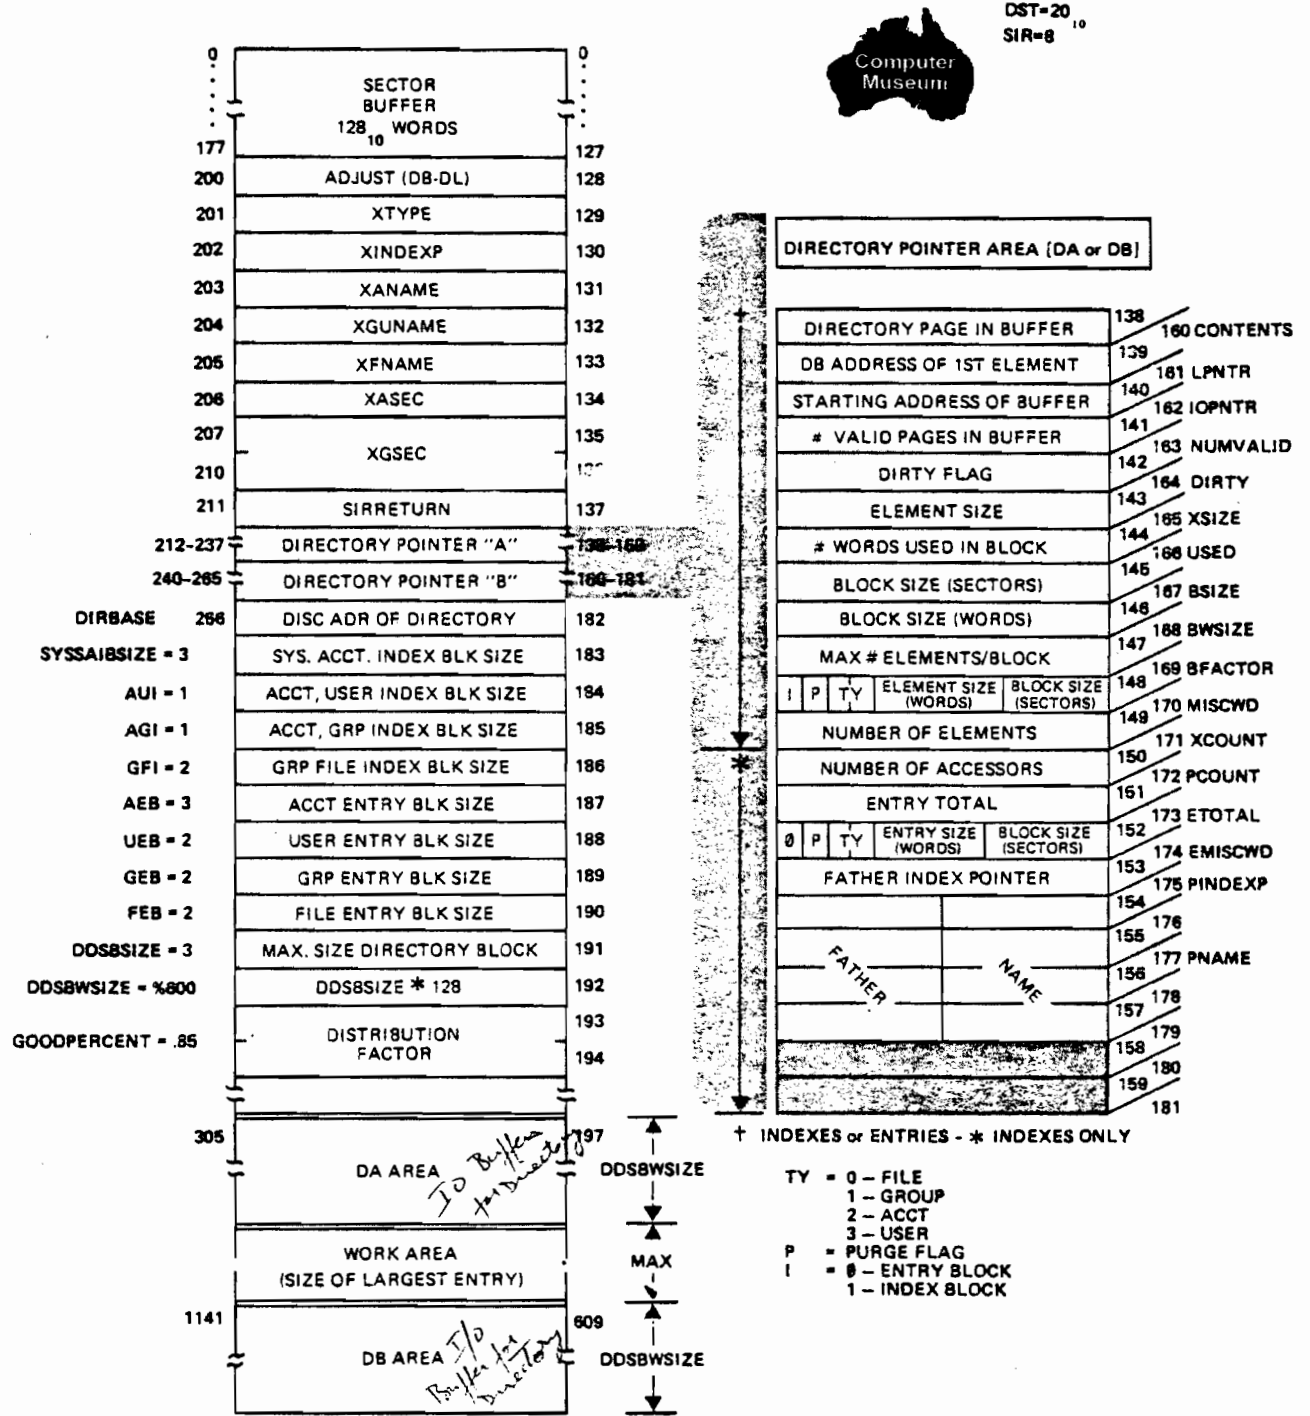 DST=20 10
SIR=8
Computer
Museum
0 0
SECTOR
BUFFER
128 10 WORDS
177 127
200 ADJUST (DB-DL) 128
201 XTYPE 129
202 XINDEXP 130
203 XANAME 131
204 XGUNAME 132
205 XFNAME 133
206 XASEC 134
207 135
XGSEC
210
211 SIRRETURN 137
212-237 DIRECTORY POINTER "A" 138-159
240-265 DIRECTORY POINTER "B" 160-181
DIRBASE 266 DISC ADR OF DIRECTORY 182
SYSSAIBSIZE = 3 SYS. ACCT. INDEX BLK SIZE 183
AUI = 1 ACCT, USER INDEX BLK SIZE 184
AGI = 1 ACCT, GRP INDEX BLK SIZE 185
GFI = 2 GRP FILE INDEX BLK SIZE 186
AEB = 3 ACCT ENTRY BLK SIZE 187
UEB = 2 USER ENTRY BLK SIZE 188
GEB = 2 GRP ENTRY BLK SIZE 189
FEB = 2 FILE ENTRY BLK SIZE 190
DDSBSIZE = 3 MAX. SIZE DIRECTORY BLOCK 191
DDSBWSIZE = %600 DDSBSIZE * 128 192
193
GOODPERCENT = .85 DISTRIBUTION
FACTOR 194
305 197
DA AREA IO Buffer
for Directory
DDSBWSIZE
WORK AREA
(SIZE OF LARGEST ENTRY)
MAX
1141 609
DB AREA I/O
Buffer for
Directory
DDSBWSIZE
DIRECTORY POINTER AREA [DA or DB]
†
DIRECTORY PAGE IN BUFFER 138 160 CONTENTS
DB ADDRESS OF 1ST ELEMENT 139 161 LPNTR
STARTING ADDRESS OF BUFFER 140 162 IOPNTR
# VALID PAGES IN BUFFER 141 163 NUMVALID
DIRTY FLAG 142 164 DIRTY
ELEMENT SIZE 143 165 XSIZE
# WORDS USED IN BLOCK 144 166 USED
BLOCK SIZE (SECTORS) 145 167 BSIZE
BLOCK SIZE (WORDS) 146 168 BWSIZE
MAX # ELEMENTS/BLOCK 147 169 BFACTOR
I P TY ELEMENT SIZE (WORDS) BLOCK SIZE (SECTORS) 148 170 MISCWD
NUMBER OF ELEMENTS 149 171 XCOUNT
*
NUMBER OF ACCESSORS 150 172 PCOUNT
ENTRY TOTAL 151 173 ETOTAL
0 P TY ENTRY SIZE (WORDS) BLOCK SIZE (SECTORS) 152 174 EMISCWD
FATHER INDEX POINTER 153 175 PINDEXP
154 176
155 177 PNAME
FATHER NAME
156 178
157 179
158 180
159 181
† INDEXES or ENTRIES - * INDEXES ONLY
TY = 0 – FILE
1 – GROUP
2 – ACCT
3 – USER
P = PURGE FLAG
I = 0 – ENTRY BLOCK
1 – INDEX BLOCK